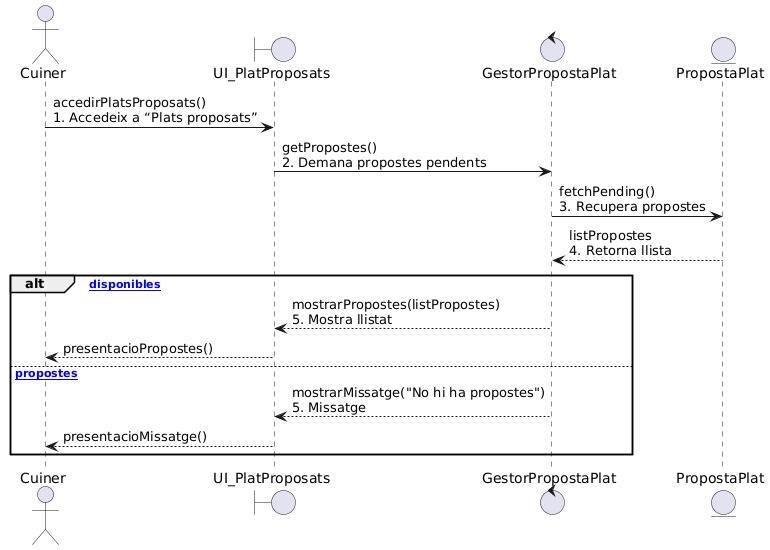 Cuiner
UI_PlatProposats
GestorPropostaPlat
PropostaPlat
accedirPlatsProposats()
1. Accedeix a “Plats proposats”
getPropostes()
2. Demana propostes pendents
fetchPending()
3. Recupera propostes
listPropostes
4. Retorna llista
alt
disponibles
mostrarPropostes(listPropostes)
5. Mostra llistat
presentacioPropostes()
propostes
mostrarMissatge("No hi ha propostes")
5. Missatge
presentacioMissatge()
Cuiner
UI_PlatProposats
GestorPropostaPlat
PropostaPlat